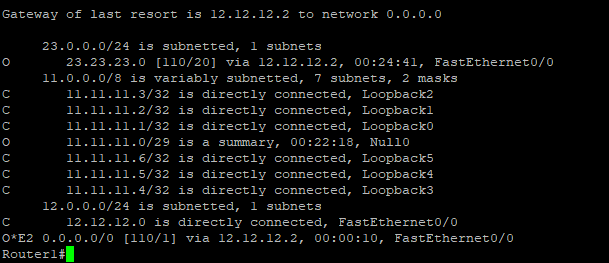 Gateway of last resort is 12.12.12.2 to network 0.0.0.0
23.0.0.0/24 is subnetted, 1 subnets
O 23.23.23.0 [110/20] via 12.12.12.2, 00:24:41, FastEthernet0/0
11.0.0.0/8 is variably subnetted, 7 subnets, 2 masks
C 11.11.11.3/32 is directly connected, Loopback2
C 11.11.11.2/32 is directly connected, Loopback1
C 11.11.11.1/32 is directly connected, Loopback0
O 11.11.11.0/29 is a summary, 00:22:18, Null0
C 11.11.11.6/32 is directly connected, Loopback5
C 11.11.11.5/32 is directly connected, Loopback4
C 11.11.11.4/32 is directly connected, Loopback3
12.0.0.0/24 is subnetted, 1 subnets
C 12.12.12.0 is directly connected, FastEthernet0/0
O*E2 0.0.0.0/0 [110/1] via 12.12.12.2, 00:00:10, FastEthernet0/0
Router1#